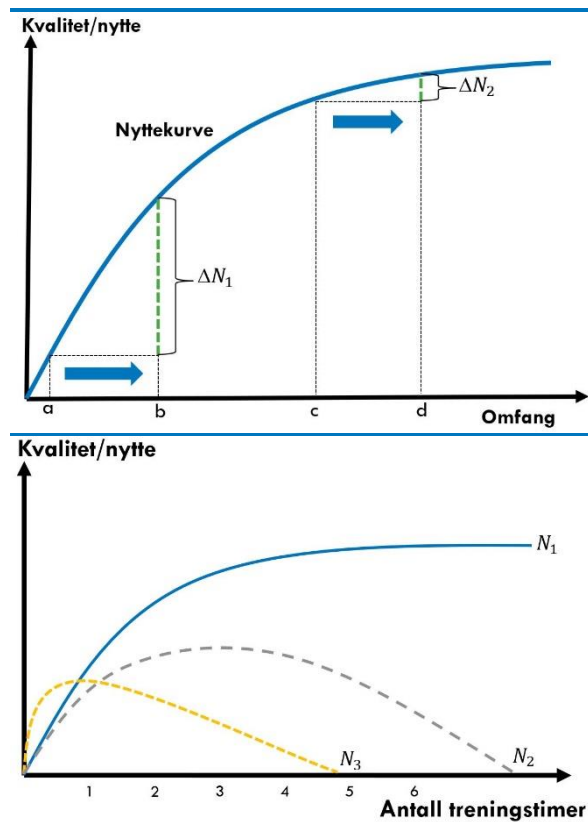 Kvalitet/nytte
ΔN₂
Nyttekurve
ΔN₁
a b c d
Omfang
Kvalitet/nytte
N₁
N₃ N₂
1 2 3 4 5 6
Antall treningstimer